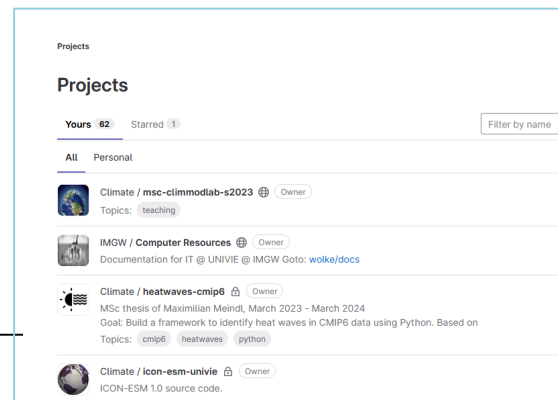 Projects
Projects
Yours 62 Starred 1
Filter by name
All Personal
Climate / msc-climmodlab-s2023 Owner
Topics: teaching
IMGW / Computer Resources Owner
Documentation for IT @ UNIVIE @ IMGW Goto: wolke/docs
Climate / heatwaves-cmip6 Owner
MSc thesis of Maximilian Meindl, March 2023 - March 2024
Goal: Build a framework to identify heat waves in CMIP6 data using Python. Based on
Topics: cmip6 heatwaves python
Climate / icon-esm-univie Owner
ICON-ESM 1.0 source code.